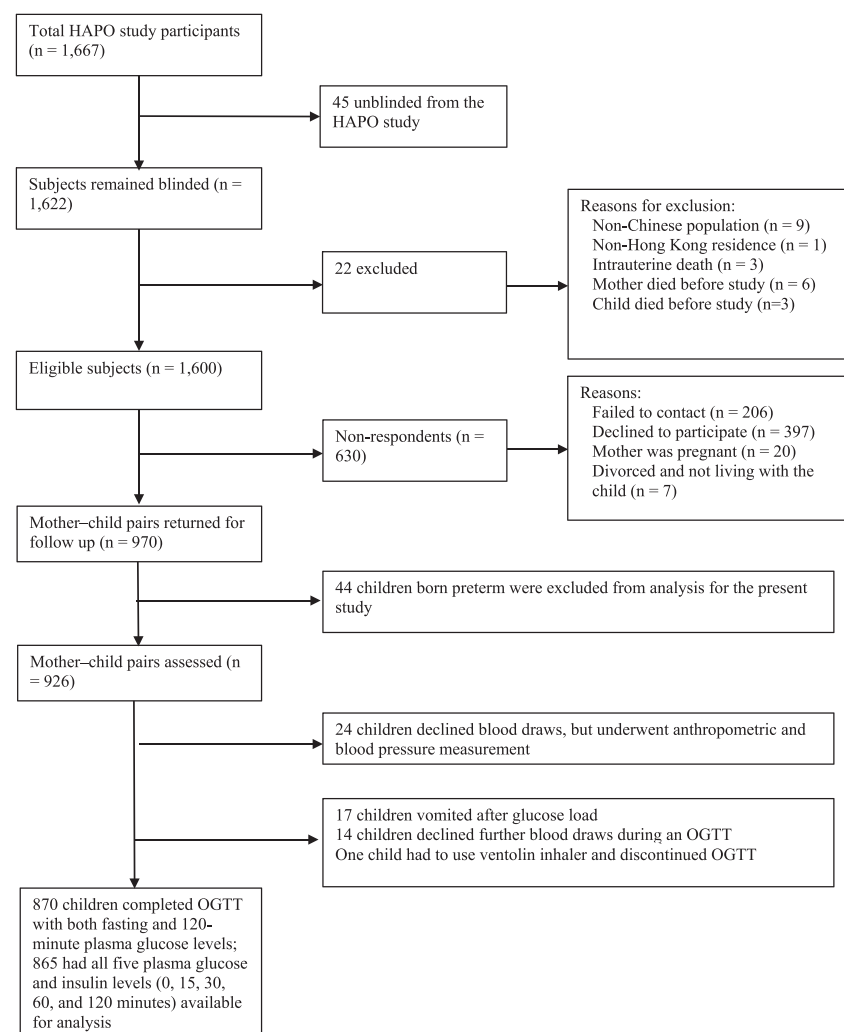 Total HAPO study participants
(n = 1,667)
45 unblinded from the
HAPO study
Subjects remained blinded (n =
1,622)
22 excluded
Reasons for exclusion:
Non-Chinese population (n = 9)
Non-Hong Kong residence (n = 1)
Intrauterine death (n = 3)
Mother died before study (n = 6)
Child died before study (n=3)
Eligible subjects (n = 1,600)
Non-respondents (n =
630)
Reasons:
Failed to contact (n = 206)
Declined to participate (n = 397)
Mother was pregnant (n = 20)
Divorced and not living with the
child (n = 7)
Mother–child pairs returned for
follow up (n = 970)
44 children born preterm were excluded from analysis for the present
study
Mother–child pairs assessed (n
= 926)
24 children declined blood draws, but underwent anthropometric and
blood pressure measurement
17 children vomited after glucose load
14 children declined further blood draws during an OGTT
One child had to use ventolin inhaler and discontinued OGTT
870 children completed OGTT
with both fasting and 120-
minute plasma glucose levels;
865 had all five plasma glucose
and insulin levels (0, 15, 30,
60, and 120 minutes) available
for analysis